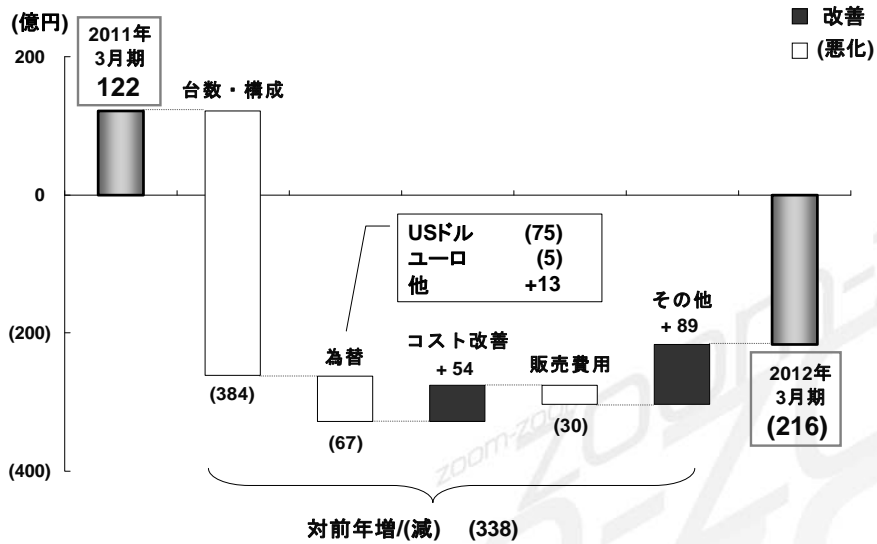 (億円)
改善
(悪化)
2011年
3月期
122
200
台数・構成
0
USドル (75)
ユーロ (5)
他 +13
(200)
為替
コスト改善
+ 54
販売費用
その他
+ 89
(384)
(67)
(30)
2012年
3月期
(216)
(400)
対前年増/(減) (338)
zoom-zoom